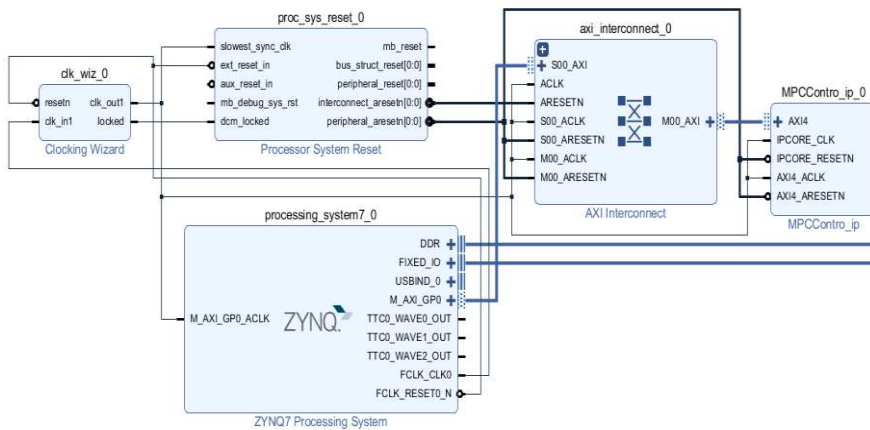 proc_sys_reset_0
slowest_sync_clk
ext_reset_in
aux_reset_in
mb_debug_sys_rst
dcm_locked
mb_reset
bus_struct_reset[0:0]
peripheral_reset[0:0]
interconnect_aresetn[0:0]
peripheral_aresetn[0:0]
Processor System Reset
clk_wiz_0
resetn
clk_in1
clk_out1
locked
Clocking Wizard
axi_interconnect_0
S00_AXI
ACLK
ARESETN
S00_ACLK
S00_ARESETN
M00_ACLK
M00_ARESETN
M00_AXI
AXI Interconnect
MPCContro_ip_0
AXI4
IPCORE_CLK
IPCORE_RESETN
AXI4_ACLK
AXI4_ARESETN
MPCContro_ip
processing_system7_0
M_AXI_GP0_ACLK
ZYNQ
DDR
FIXED_IO
USBIND_0
M_AXI_GP0
TTC0_WAVE0_OUT
TTC0_WAVE1_OUT
TTC0_WAVE2_OUT
FCLK_CLK0
FCLK_RESET0_N
ZYNQ7 Processing System